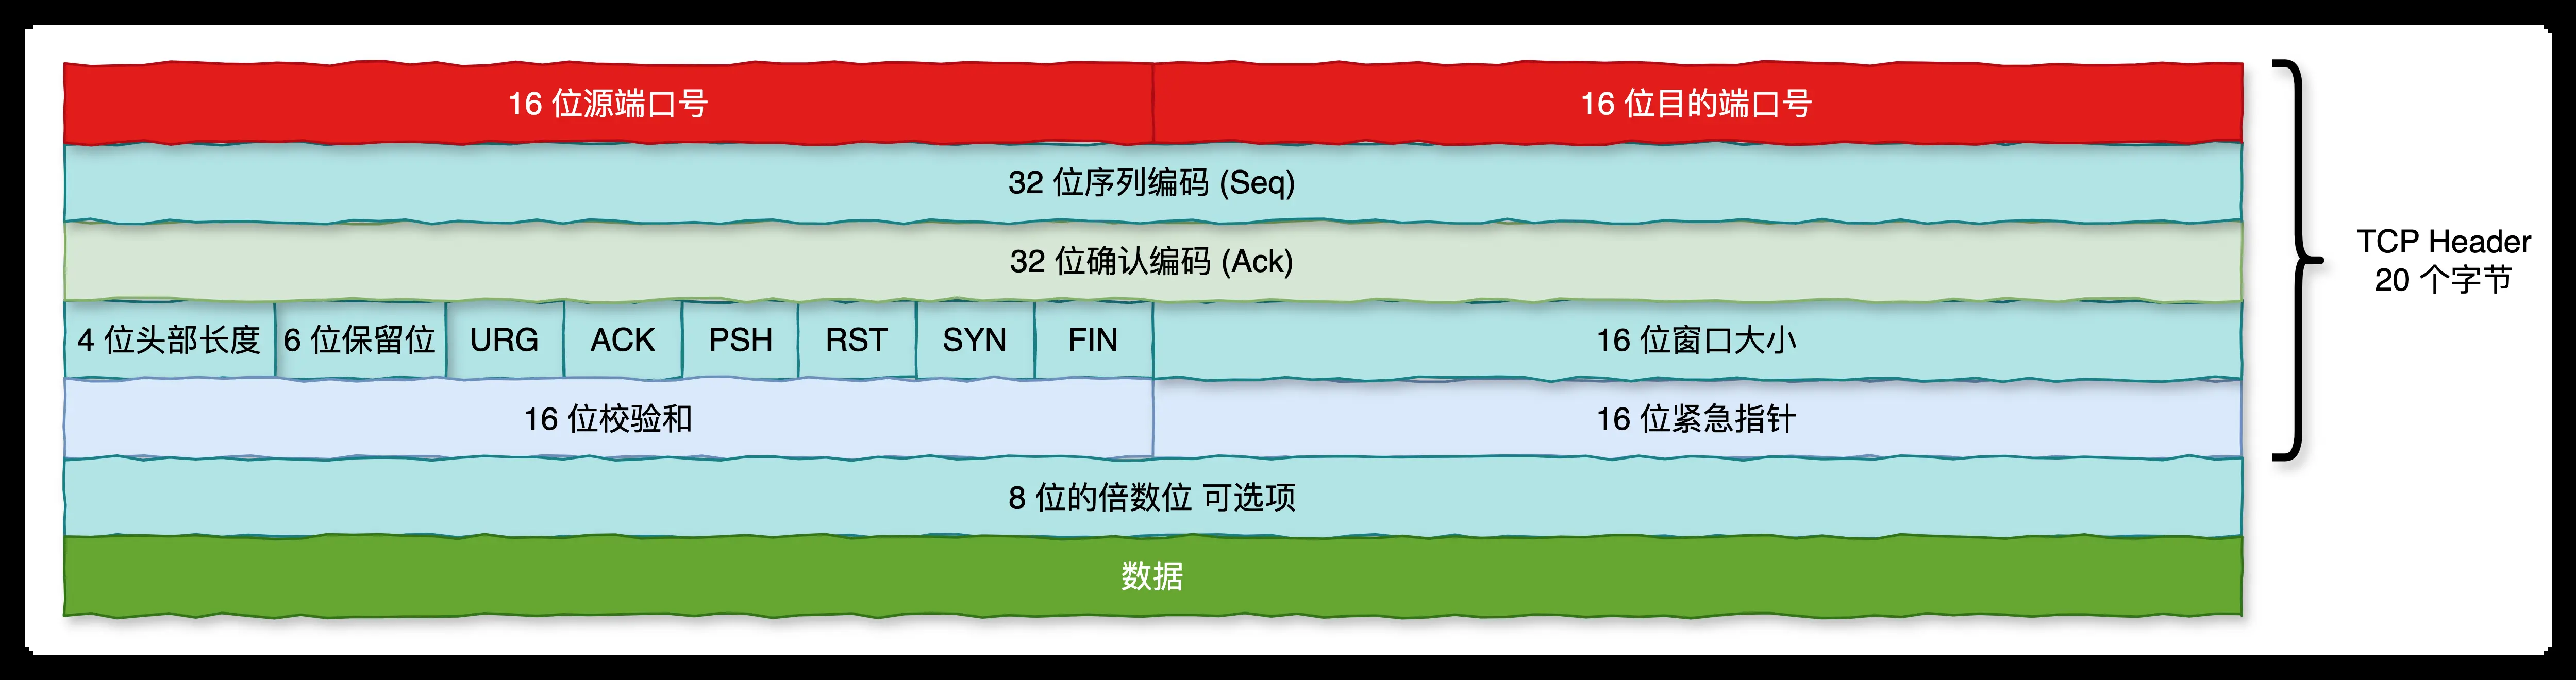 16 位源端口号
16 位目的端口号
32 位序列编码 (Seq)
32 位确认编码 (Ack)
4 位头部长度
6 位保留位
URG
ACK
PSH
RST
SYN
FIN
16 位窗口大小
16 位校验和
16 位紧急指针
8 位的倍数位 可选项
数据
TCP Header
20 个字节